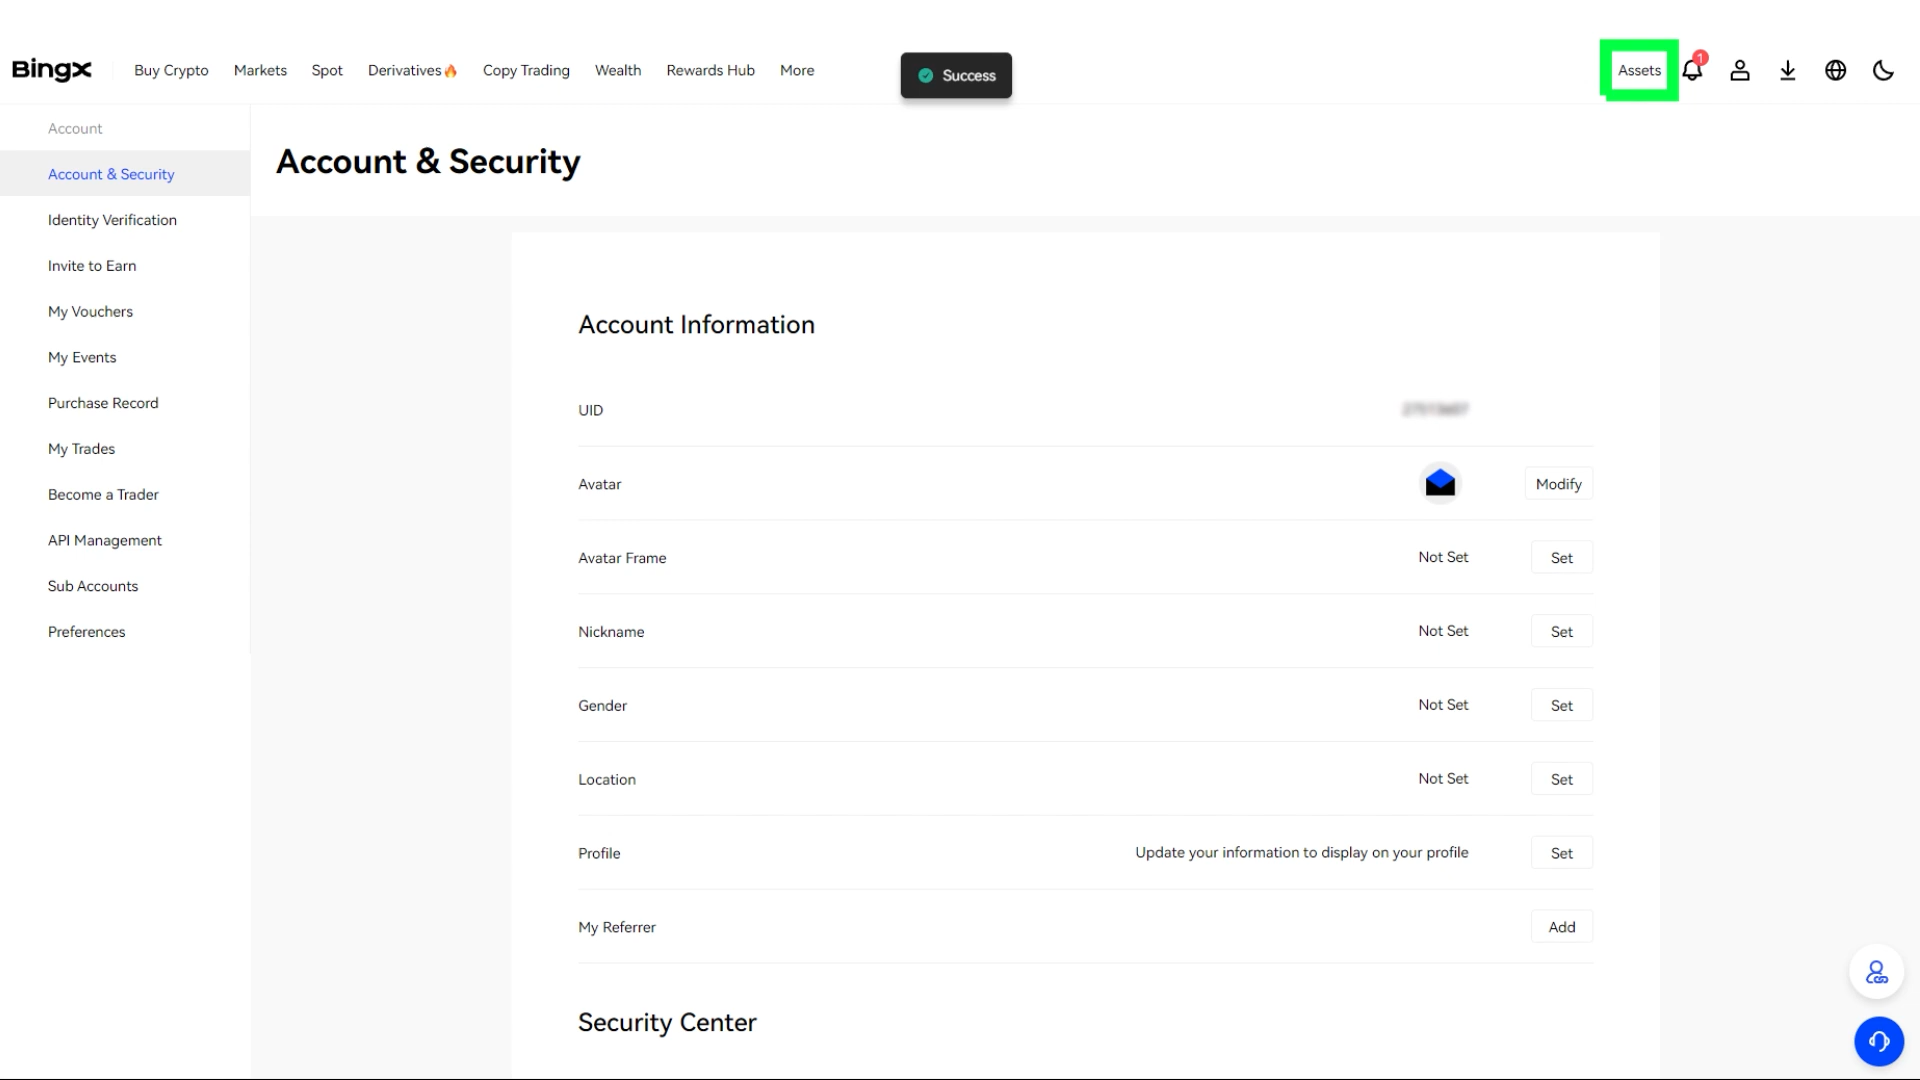 BingX
Buy Crypto Markets Spot Derivatives Copy Trading Wealth Rewards Hub More
Success
Assets
1
Account
Account & Security
Identity Verification
Invite to Earn
My Vouchers
My Events
Purchase Record
My Trades
Become a Trader
API Management
Sub Accounts
Preferences
Account & Security
Account Information
UID
Avatar Modify
Avatar Frame Not Set Set
Nickname Not Set Set
Gender Not Set Set
Location Not Set Set
Profile Update your information to display on your profile Set
My Referrer Add
Security Center